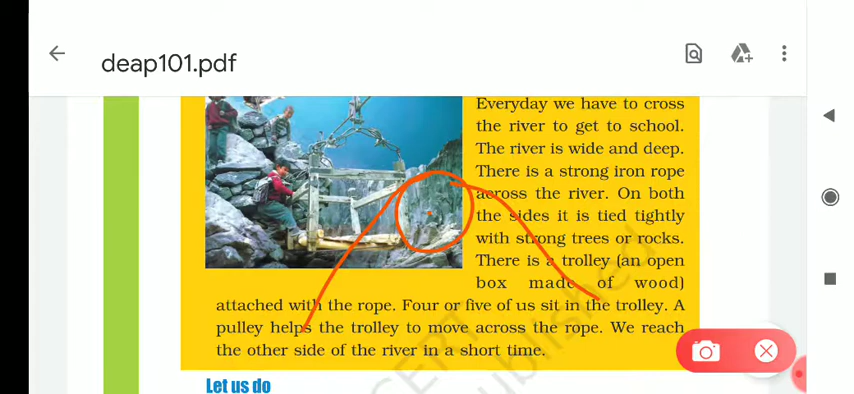 deap101.pdf
Everyday we have to cross
the river to get to school.
The river is wide and deep.
There is a strong iron rope
across the river. On both
the sides it is tied tightly
with strong trees or rocks.
There is a trolley (an open
box made of wood)
attached with the rope. Four or five of us sit in the trolley. A
pulley helps the trolley to move across the rope. We reach
the other side of the river in a short time.
Let us do